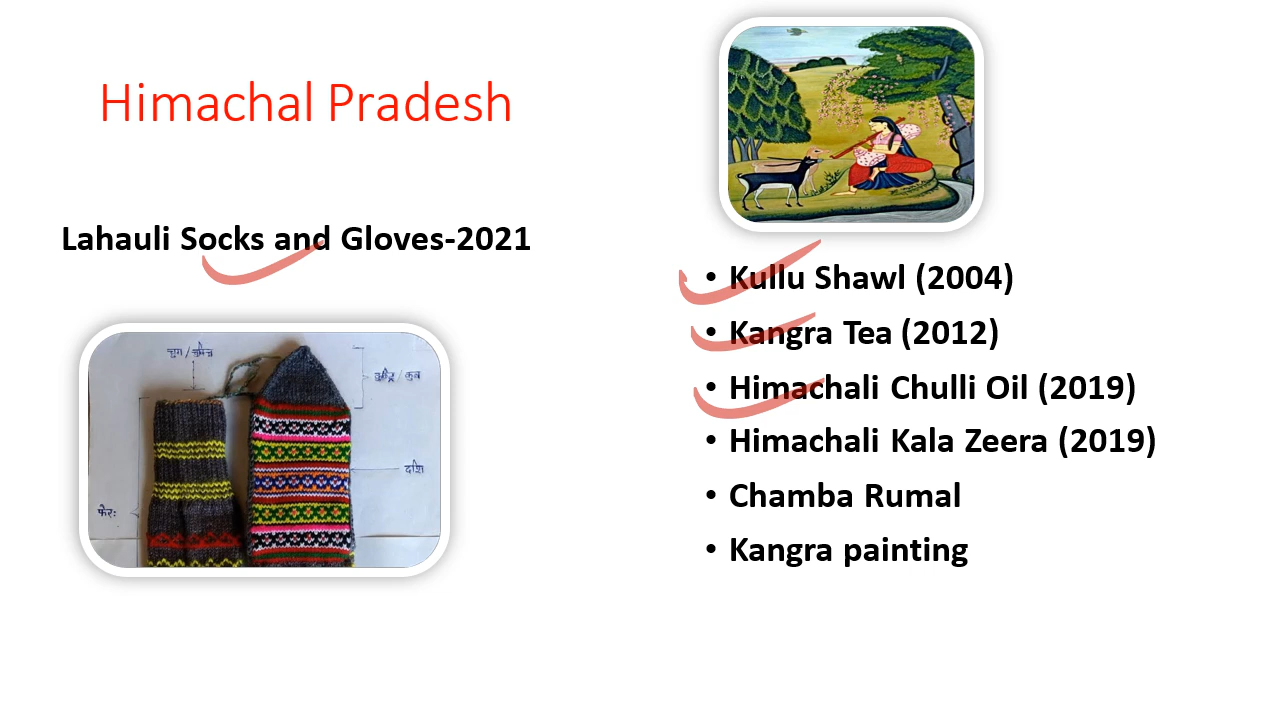 Himachal Pradesh
Lahauli Socks and Gloves-2021
फेरः
दशि
• Kullu Shawl (2004)
• Kangra Tea (2012)
• Himachali Chulli Oil (2019)
• Himachali Kala Zeera (2019)
• Chamba Rumal
• Kangra painting